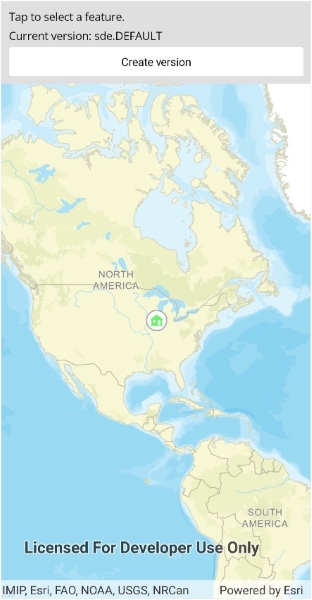 Tap to select a feature.
Current version: sde.DEFAULT
Create version
NORTH
AMERICA
SOUTH
AMERICA
Licensed For Developer Use Only
IMIP, Esri, FAO, NOAA, USGS, NRCan
Powered by Esri